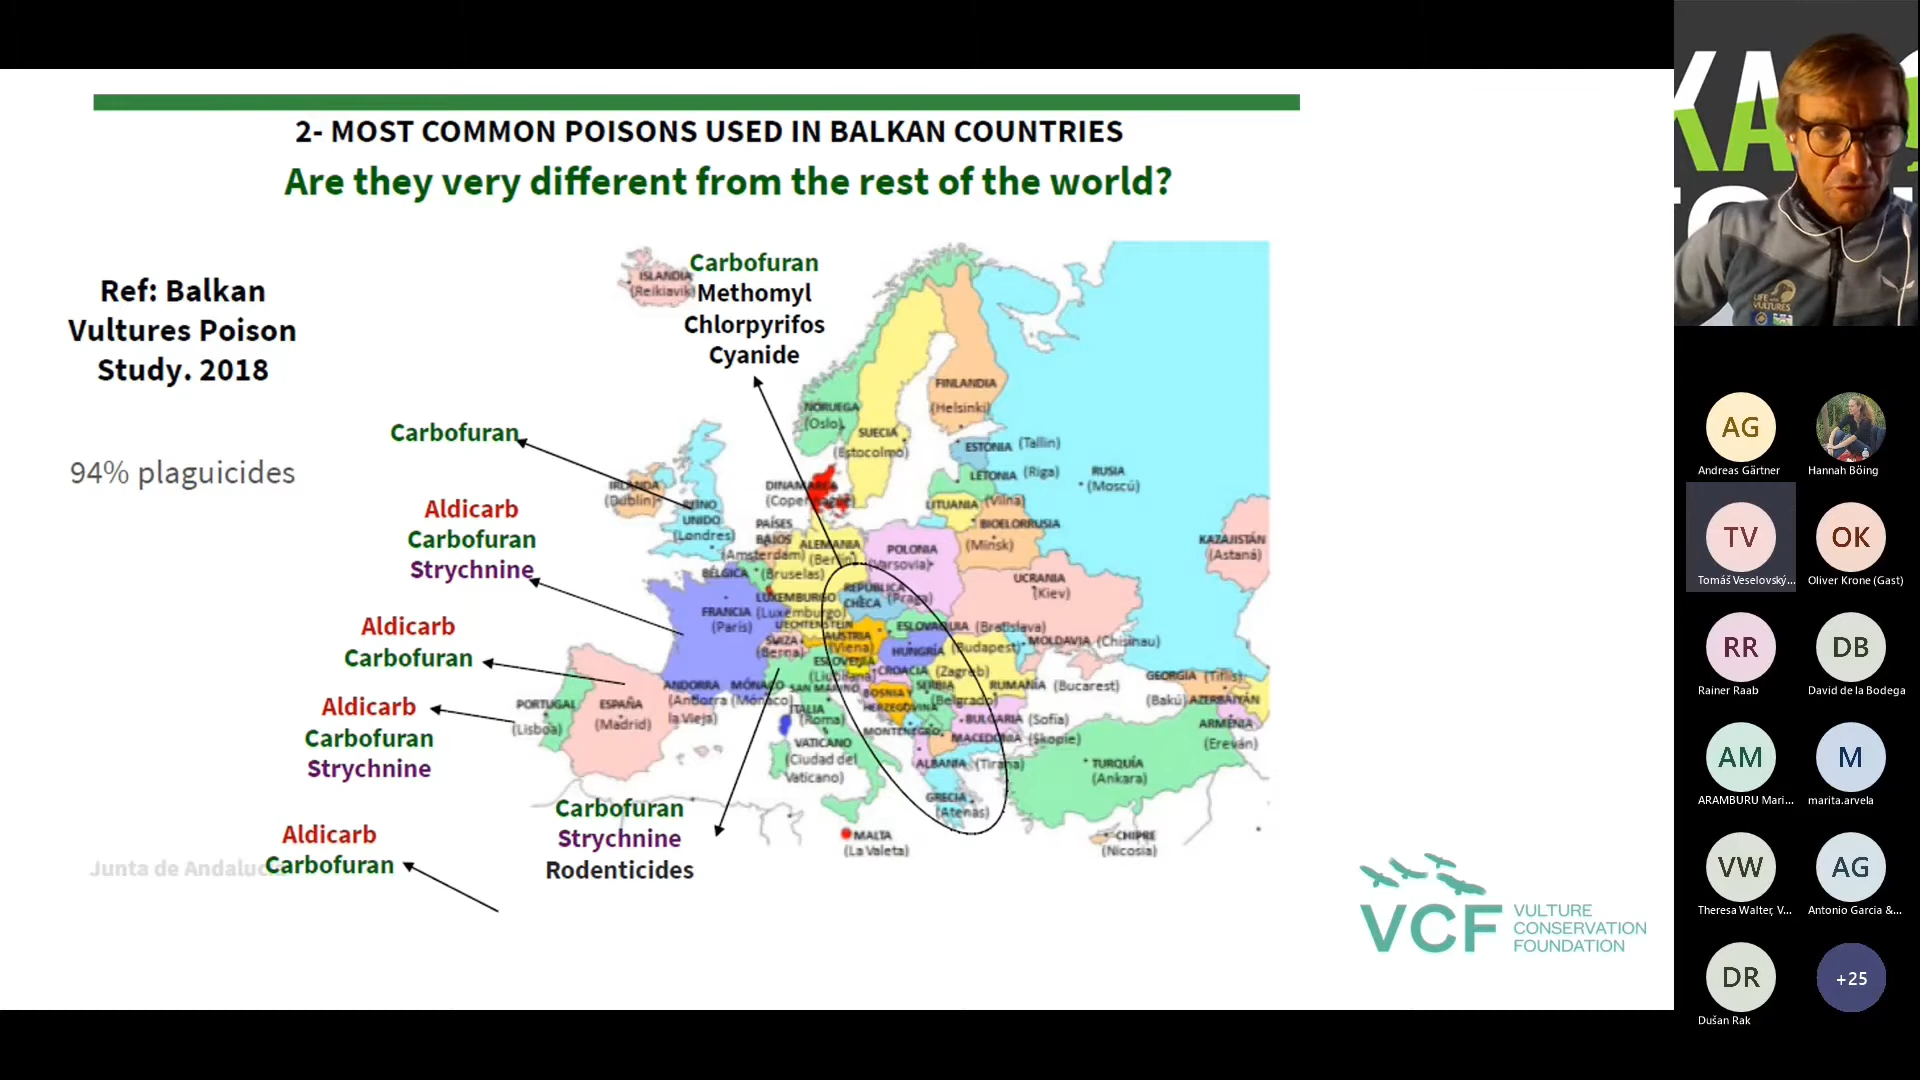 2- MOST COMMON POISONS USED IN BALKAN COUNTRIES
Are they very different from the rest of the world?
Ref: Balkan
Vultures Poison
Study. 2018
94% plaguicides
Carbofuran
Methomyl
Chlorpyrifos
Cyanide
Carbofuran
Aldicarb
Carbofuran
Strychnine
Aldicarb
Carbofuran
Aldicarb
Carbofuran
Strychnine
Aldicarb
Carbofuran
Carbofuran
Strychnine
Rodenticides
Junta de Andaluc
ISLANDIA
(Reikiavik)
NORUEGA
(Oslo)
SUECIA
(Estocolmo)
FINLANDIA
(Helsinki)
ESTONIA (Tallin)
LETONIA (Riga)
LITUANIA (Vilna)
RUSIA
(Moscú)
BIOELORRUSIA
(Minsk)
KAZAJISTÁN
(Astaná)
IRLANDA
(Dublín)
REINO
UNIDO
(Londres)
DINAMARCA
(Copenhague)
PAÍSES
BAJOS
(Amsterdam)
ALEMANIA
(Berlín)
POLONIA
(Varsovia)
BÉLGICA (Bruselas)
UCRANIA
(Kiev)
REPÚBLICA
CHECA (Praga)
LUXEMBURGO
(Luxemburgo)
FRANCIA
(París)
LIECHTENSTEIN
SUIZA
(Berna)
AUSTRIA
(Viena)
ESLOVAQUIA (Bratislava)
HUNGRÍA (Budapest)
MOLDAVIA (Chisinau)
ESLOVENIA
(Liubliana)
CROACIA (Zagreb)
ANDORRA
(Andorra
la Vieja)
MÓNACO
(Mónaco)
SAN MARINO
BOSNIA Y
HERZEGOVINA
SERBIA
(Belgrado)
RUMANÍA (Bucarest)
GEORGIA (Tiflis)
(Bakú) AZERBAIYÁN
ARMENIA
(Ereván)
PORTUGAL
(Lisboa)
ESPAÑA
(Madrid)
ITALIA
(Roma)
VATICANO
(Ciudad del
Vaticano)
MONTENEGRO
BULGARIA (Sofía)
MACEDONIA (Skopie)
ALBANIA (Tirana)
GRECIA
(Atenas)
TURQUÍA
(Ankara)
MALTA
(La Valeta)
CHIPRE
(Nicosia)
VCF
VULTURE
CONSERVATION
FOUNDATION
KA
LIFE
VULTURES
AG
Andreas Gärtner
Hannah Böing
TV
Tomáš Veselovský...
OK
Oliver Krone (Gast)
RR
Rainer Raab
DB
David de la Bodega
AM
ARAMBURU Mari...
M
marita.arvela
VW
Theresa Walter, V...
AG
Antonio Garcia &...
DR
Dušan Rak
+25